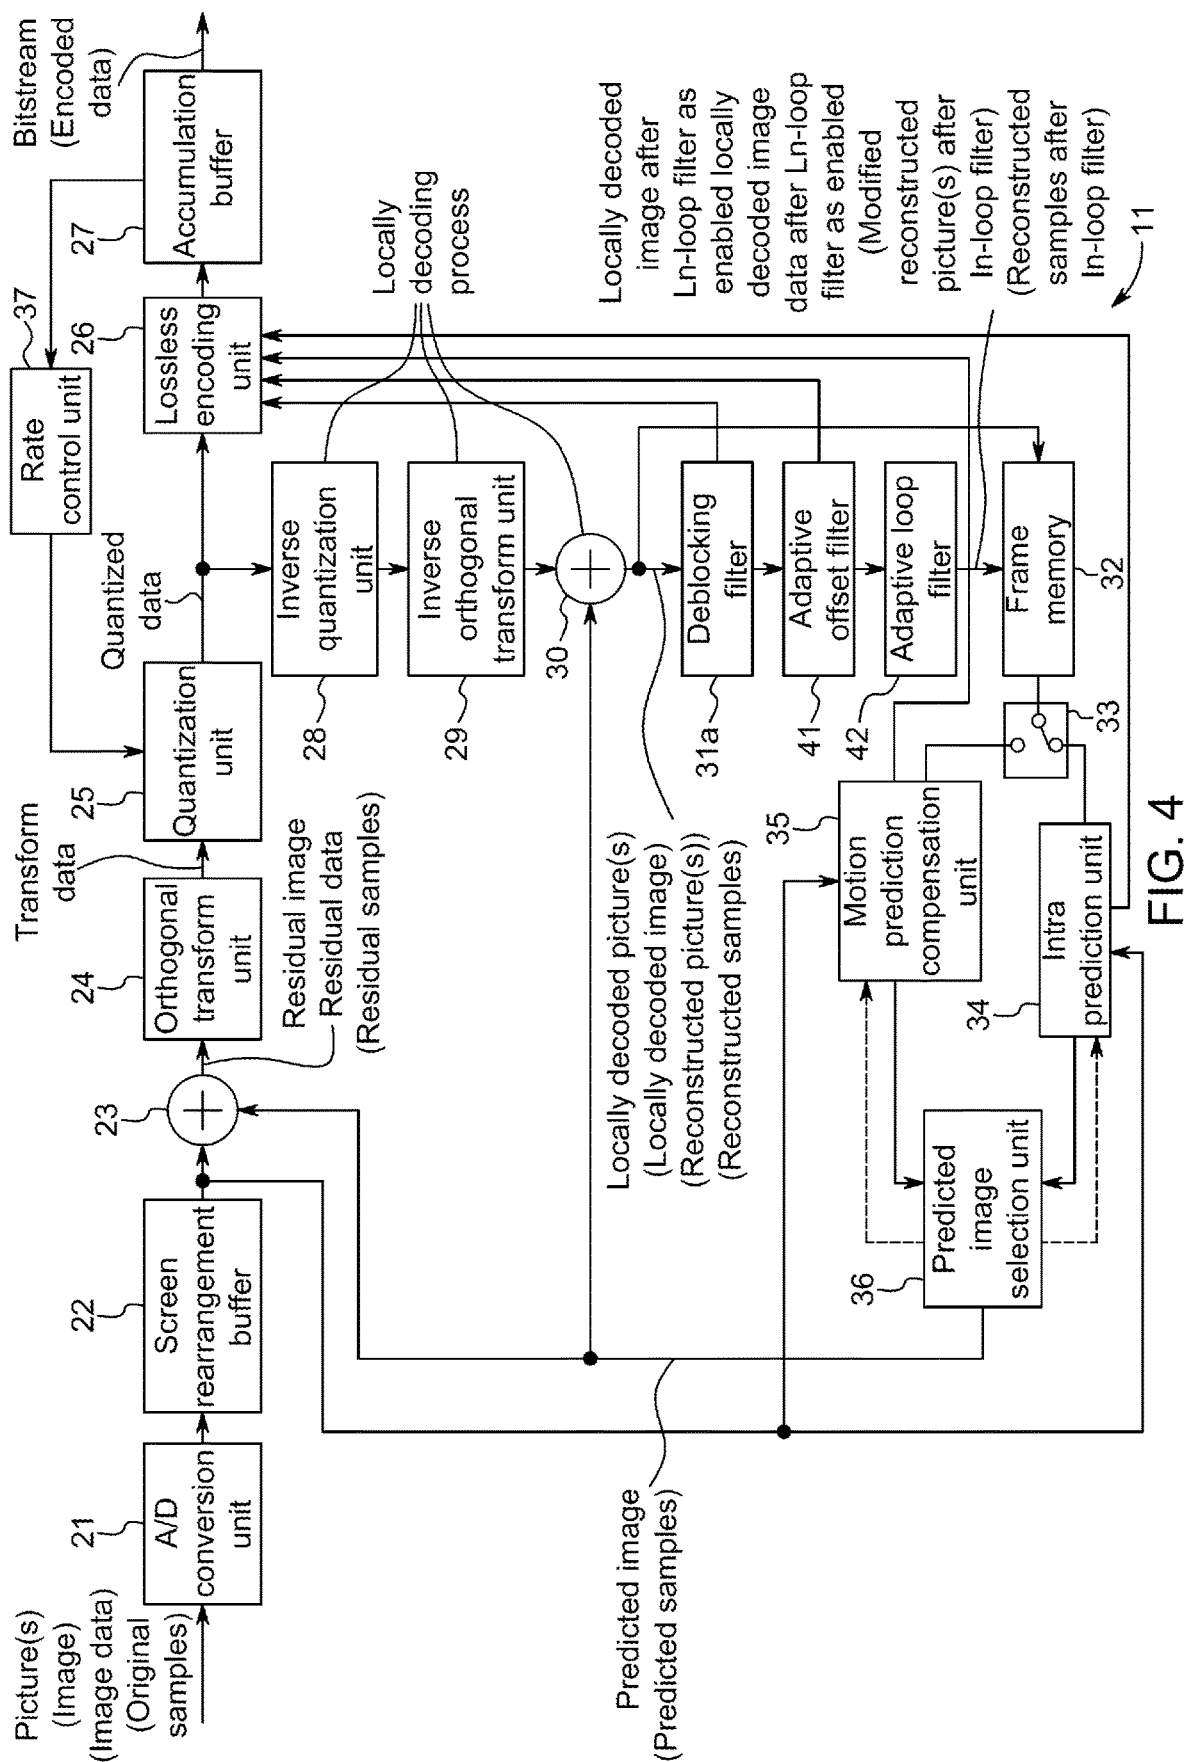 Picture(s)
(Image)
(Image data)
(Original
samples)
21
A/D
conversion
unit
22
Screen
rearrangement
buffer
23
Residual image
Residual data
(Residual samples)
24
Orthogonal
transform
unit
Transform
data
25
Quantization
unit
Quantized
data
Rate
control unit
37
26
Lossless
encoding
unit
27
Accumulation
buffer
Bitstream
(Encoded
data)
Inverse
quantization
unit
28
Inverse
orthogonal
transform unit
29
Locally
decoding
process
30
Locally decoded picture(s)
(Locally decoded image)
(Reconstructed picture(s))
(Reconstructed samples)
Deblocking
filter
31a
Adaptive
offset filter
41
Adaptive loop
filter
42
Locally decoded
image after
Ln-loop filter as
enabled locally
decoded image
data after Ln-loop
filter as enabled
(Modified
reconstructed
picture(s) after
In-loop filter)
(Reconstructed
samples after
In-loop filter)
11
Frame
memory
32
33
35
Motion
prediction
compensation
unit
34
Intra
prediction unit
36
Predicted
image
selection unit
Predicted image
(Predicted samples)
FIG. 4